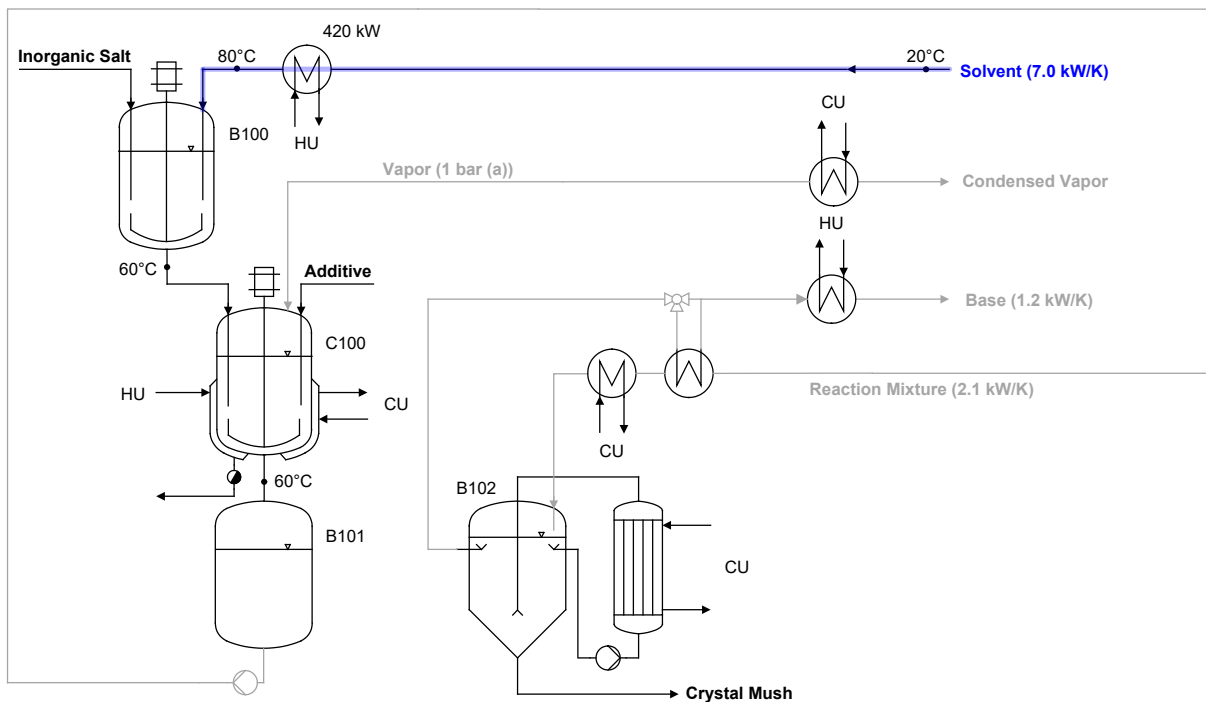 420 kW
Inorganic Salt
80°C
20°C
Solvent (7.0 kW/K)
HU
CU
B100
Vapor (1 bar (a))
Condensed Vapor
HU
60°C
Additive
Base (1.2 kW/K)
C100
HU
CU
Reaction Mixture (2.1 kW/K)
CU
60°C
B102
B101
CU
Crystal Mush